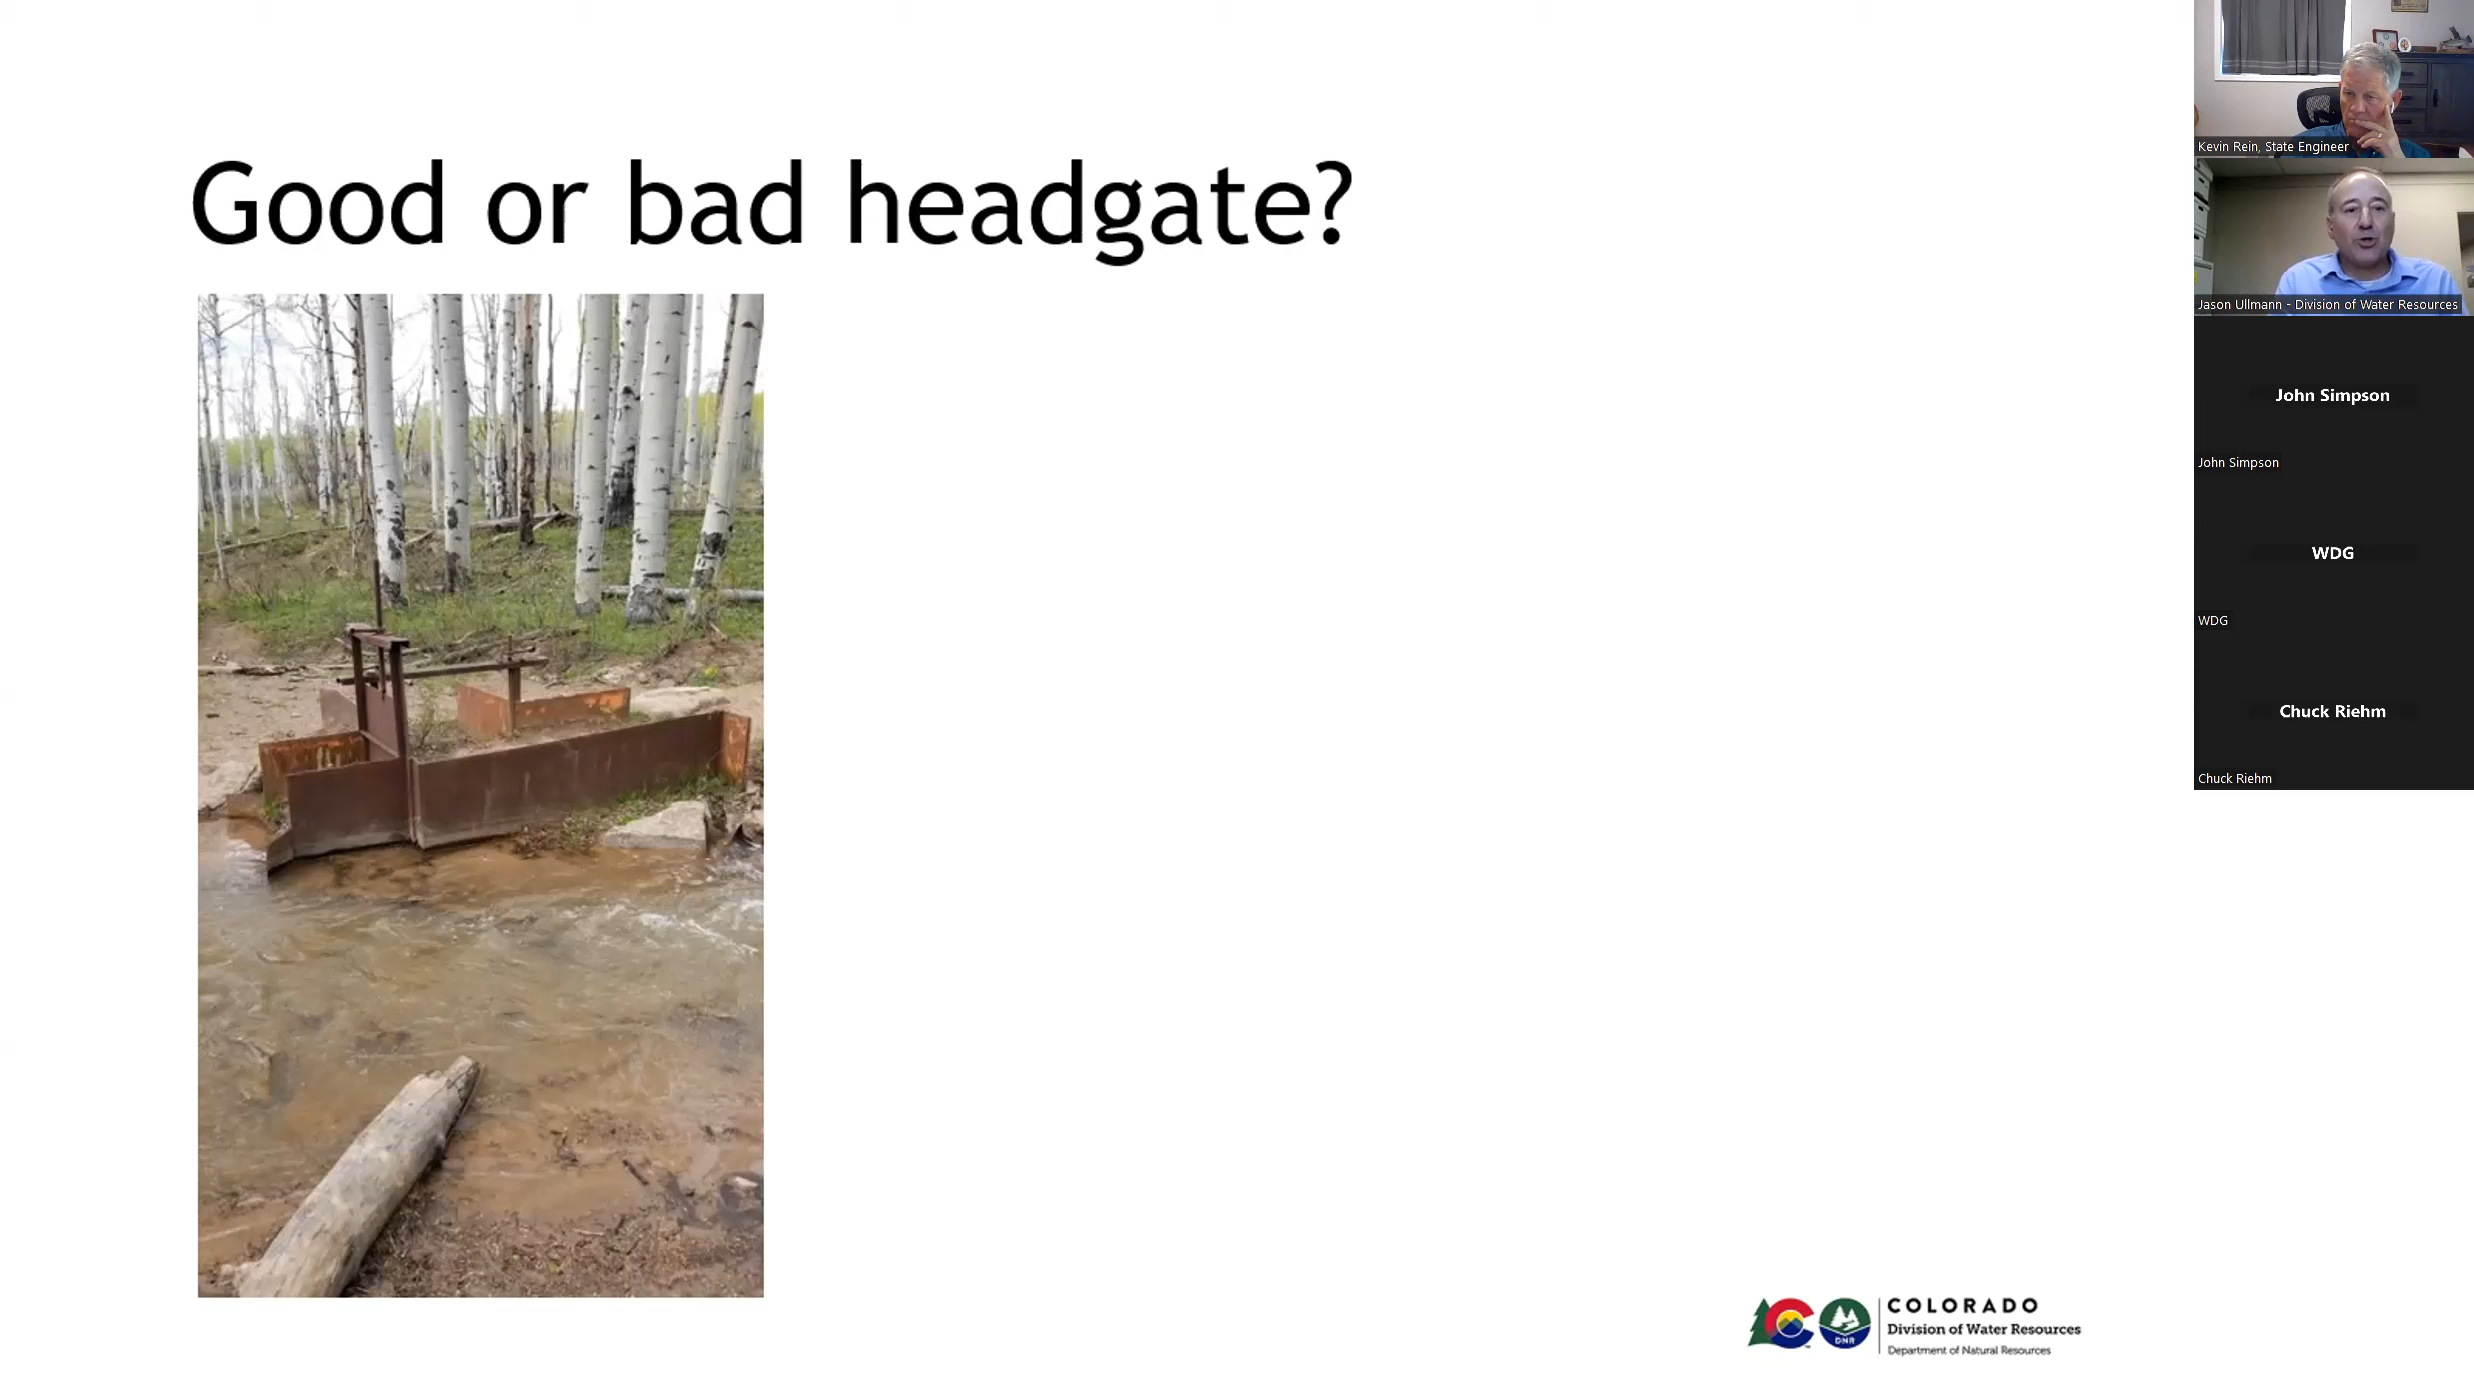 Good or bad headgate?
Kevin Rein, State Engineer
Jason Ullmann - Division of Water Resources
John Simpson
John Simpson
WDG
WDG
Chuck Riehm
Chuck Riehm
COLORADO
Division of Water Resources
Department of Natural Resources
DNR